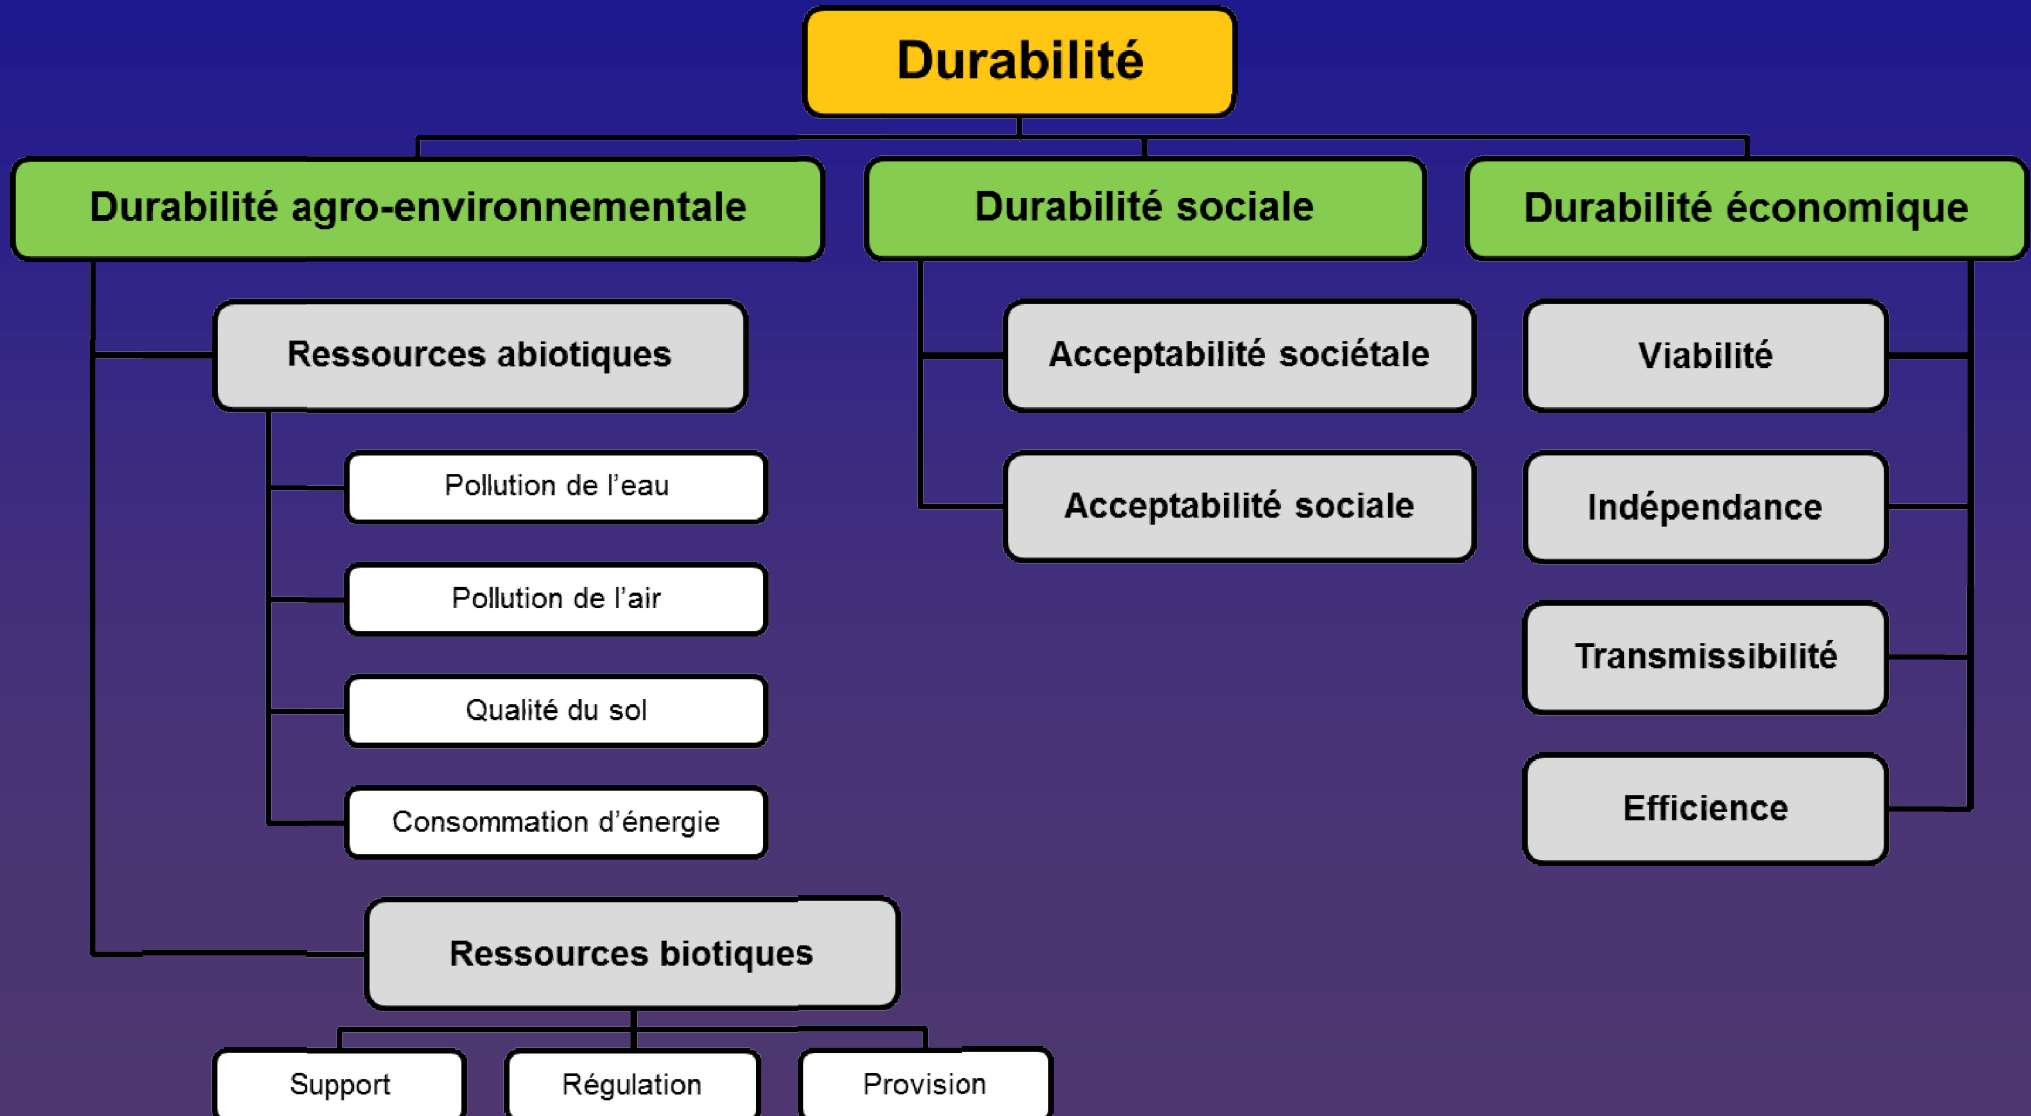 Durabilité
Durabilité agro-environnementale
Durabilité sociale
Durabilité économique
Ressources abiotiques
Acceptabilité sociétale
Viabilité
Pollution de l’eau
Acceptabilité sociale
Indépendance
Pollution de l’air
Transmissibilité
Qualité du sol
Consommation d’énergie
Efficience
Ressources biotiques
Support
Régulation
Provision